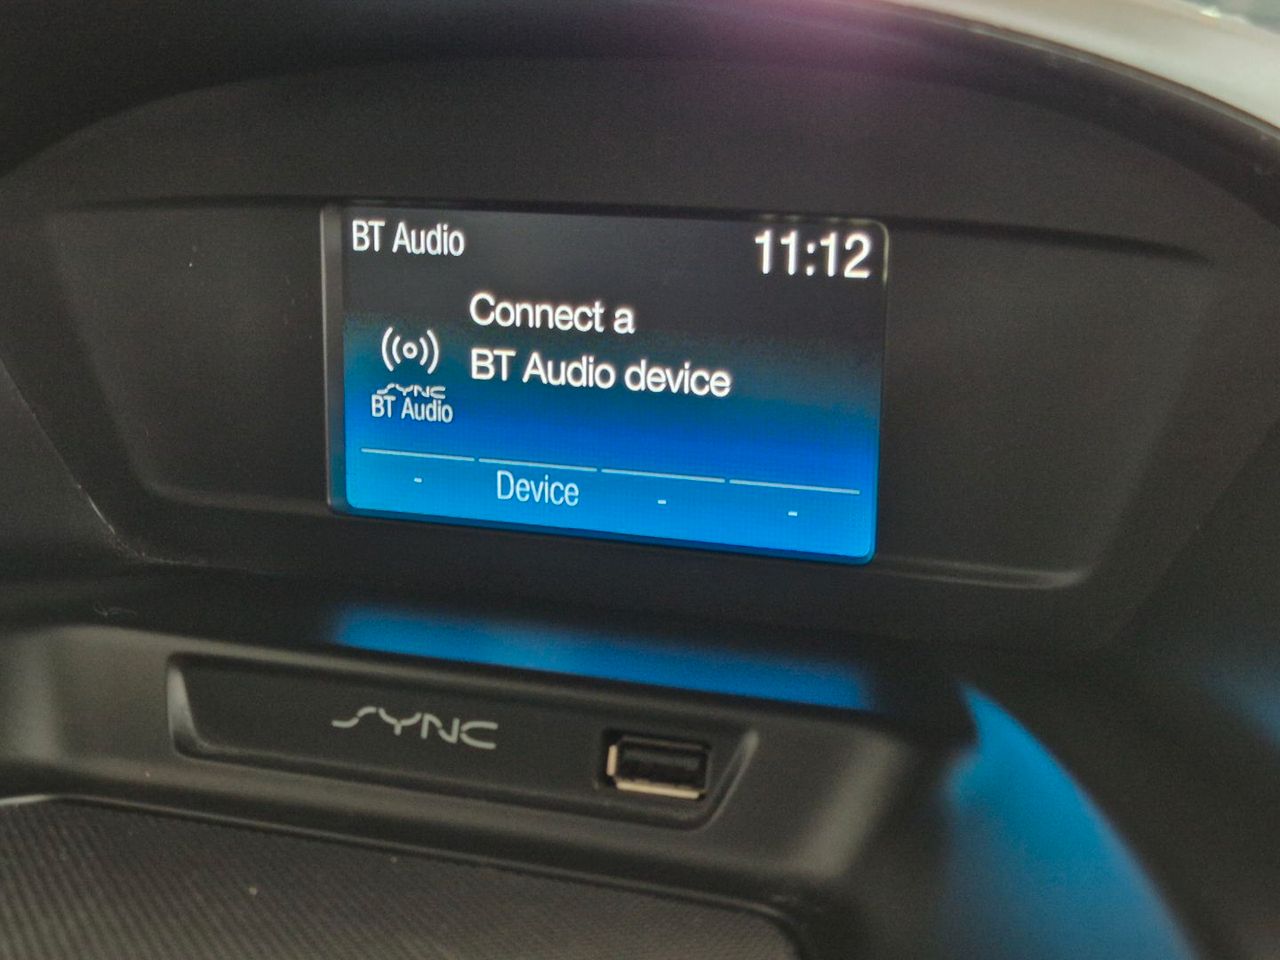 BT Audio
11:12
Connect a
BT Audio device
SYNC
BT Audio
- Device - -
SYNC